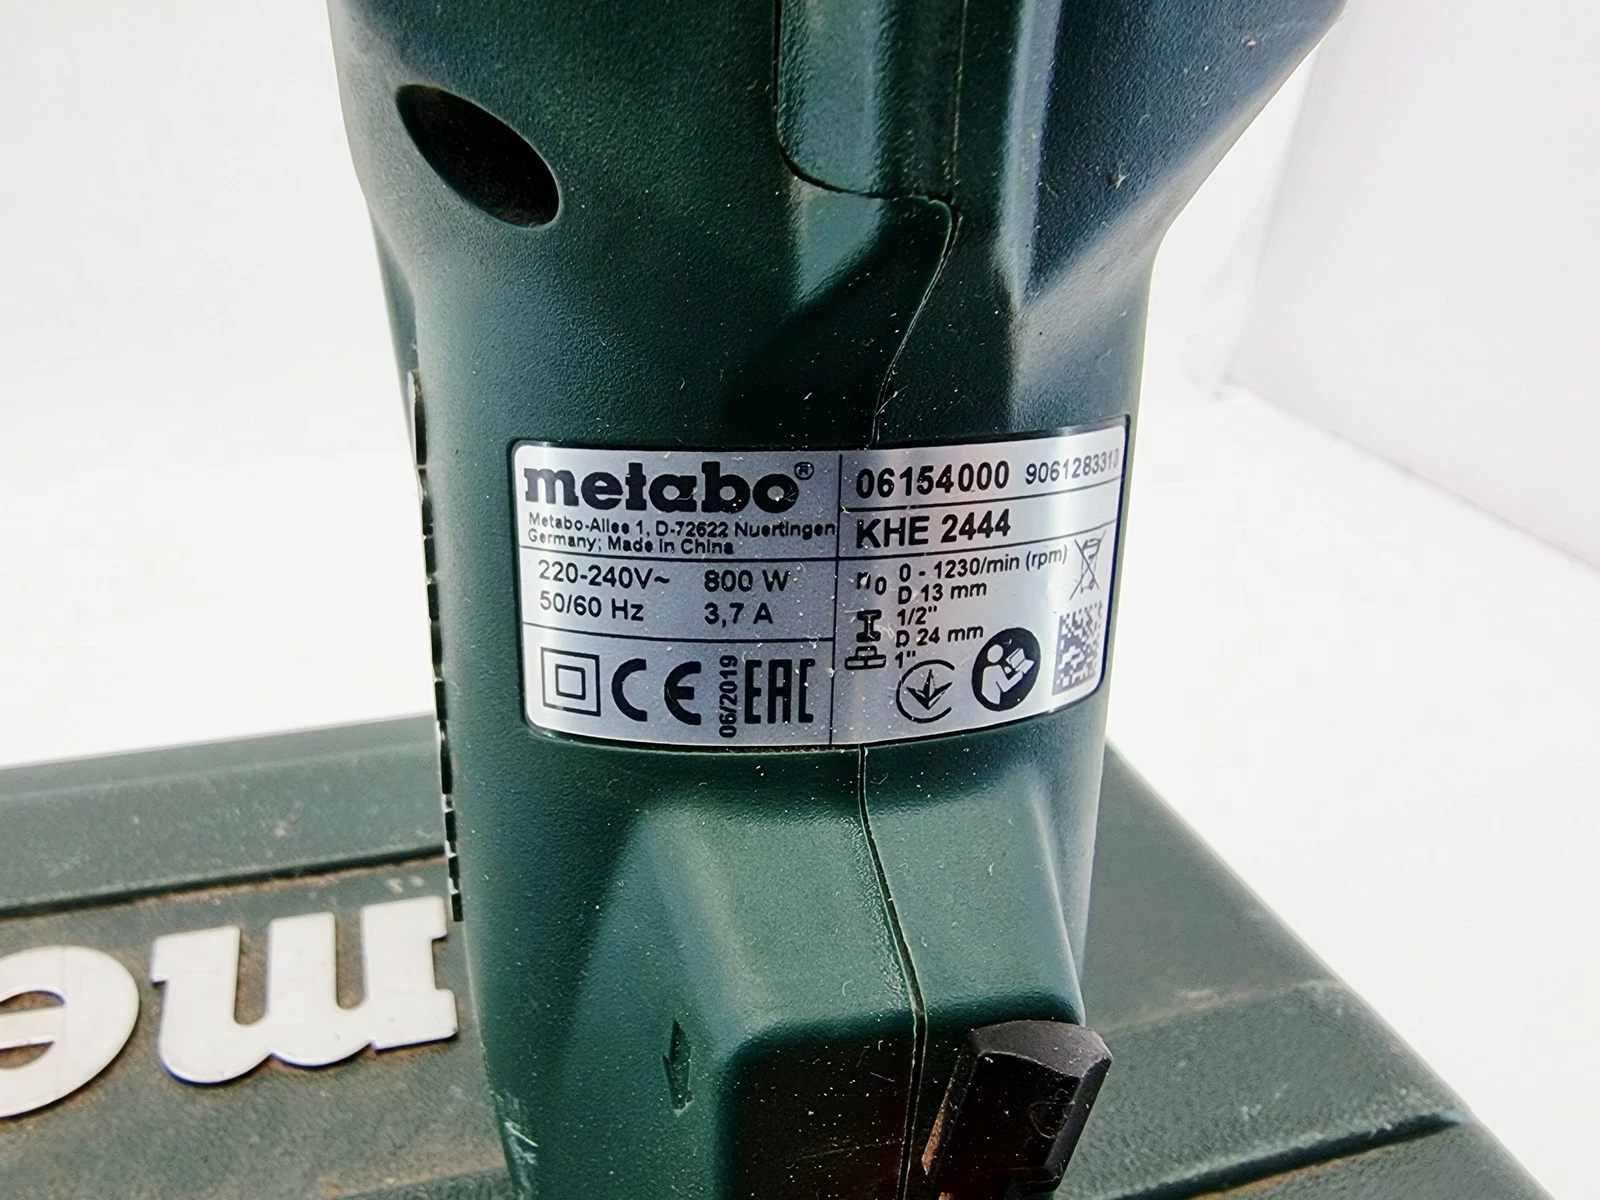 metabo®
Metabo-Allee 1, D-72622 Nuertingen
Germany; Made in China
220-240V~ 800 W
50/60 Hz 3,7 A
CE 06/2019 EAC
06154000 9061283313
KHE 2444
n0 0 - 1230/min (rpm)
D 13 mm
1/2"
D 24 mm
1"
me